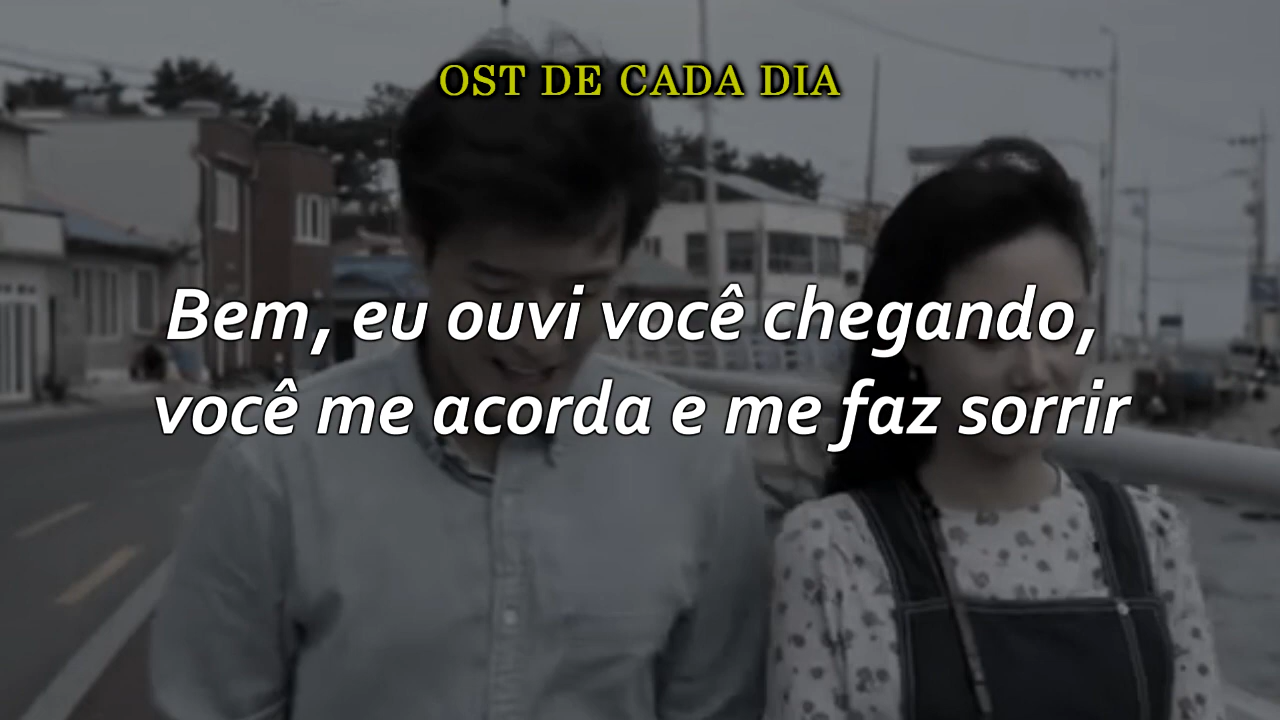 OST DE CADA DIA
Bem, eu ouvi você chegando,
você me acorda e me faz sorrir